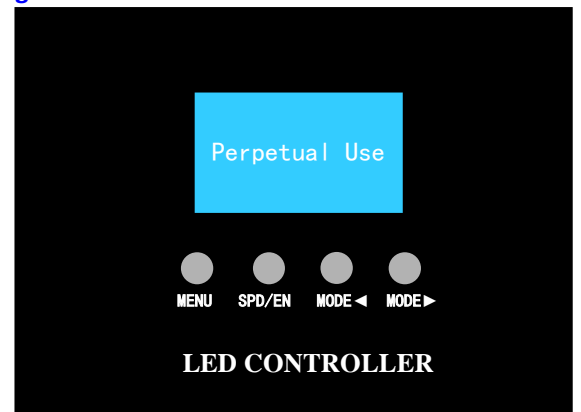 Perpetual Use
MENU SPD/EN MODE◄ MODE►
LED CONTROLLER